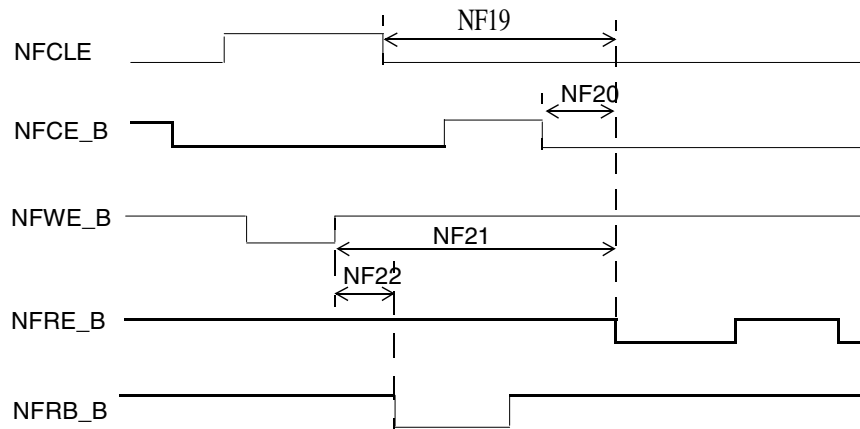 NF19
NFCLE
NF20
NFCE_B
NFWE_B
NF21
NF22
NFRE_B
NFRB_B